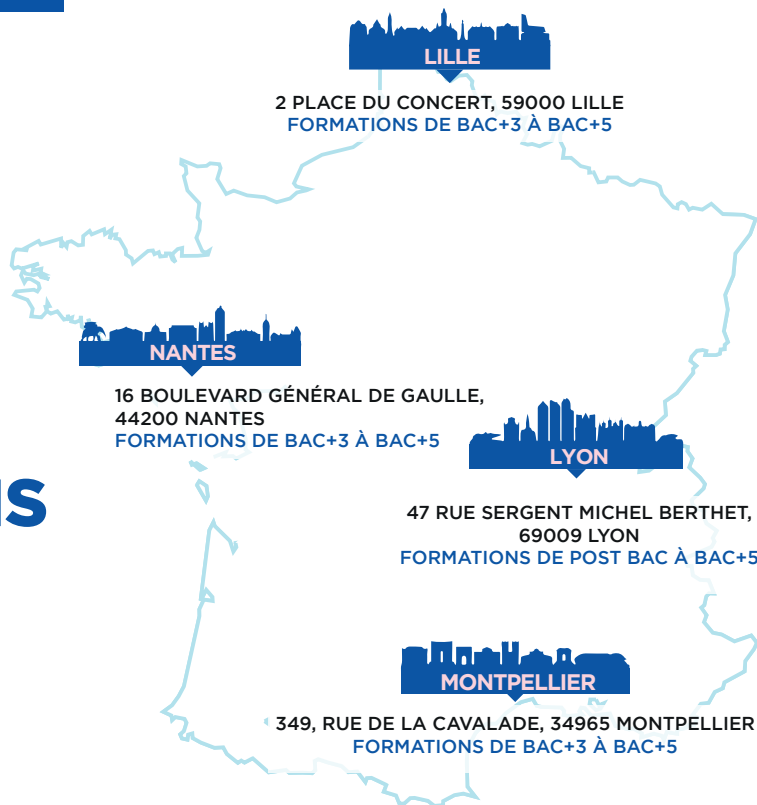 LILLE
2 PLACE DU CONCERT, 59000 LILLE
FORMATIONS DE BAC+3 À BAC+5
NANTES
16 BOULEVARD GÉNÉRAL DE GAULLE,
44200 NANTES
FORMATIONS DE BAC+3 À BAC+5
LYON
47 RUE SERGENT MICHEL BERTHET,
69009 LYON
FORMATIONS DE POST BAC À BAC+5
MONTPELLIER
349, RUE DE LA CAVALADE, 34965 MONTPELLIER
FORMATIONS DE BAC+3 À BAC+5